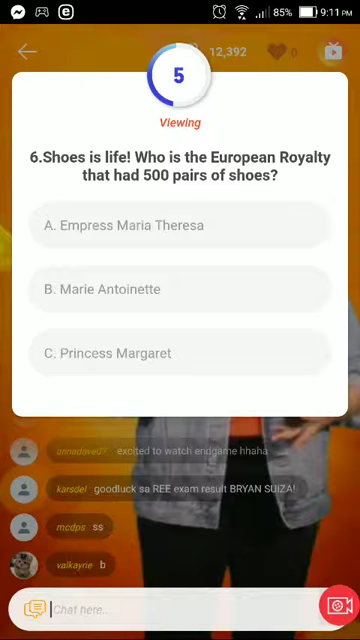 85% 9:11 PM
12,392 0
5
Viewing
6.Shoes is life! Who is the European Royalty
that had 500 pairs of shoes?
A. Empress Maria Theresa
B. Marie Antoinette
C. Princess Margaret
annadave07 excited to watch endgame hhaha
karsdel goodluck sa REE exam result BRYAN SUIZA!
mcdps ss
valkayrie b
Chat here..